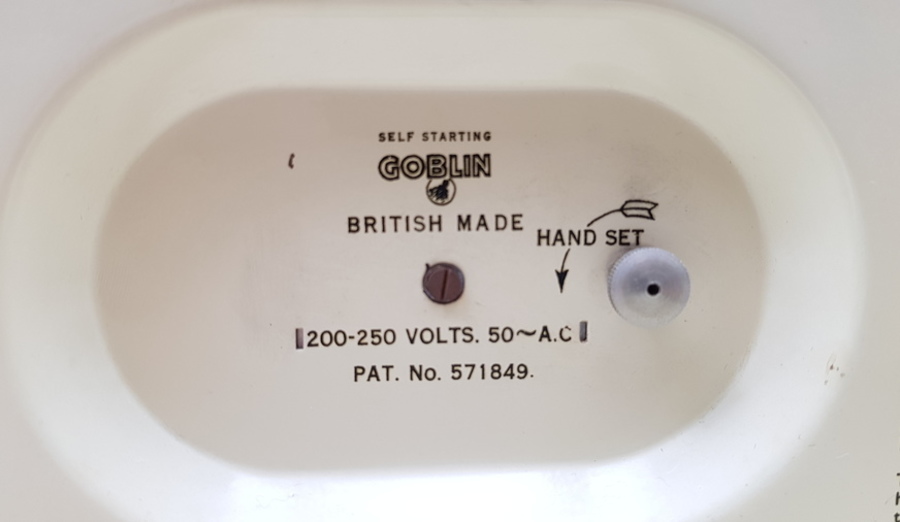 SELF STARTING
GOBLIN
BRITISH MADE
HAND SET
200-250 VOLTS. 50~A.C
PAT. No. 571849.